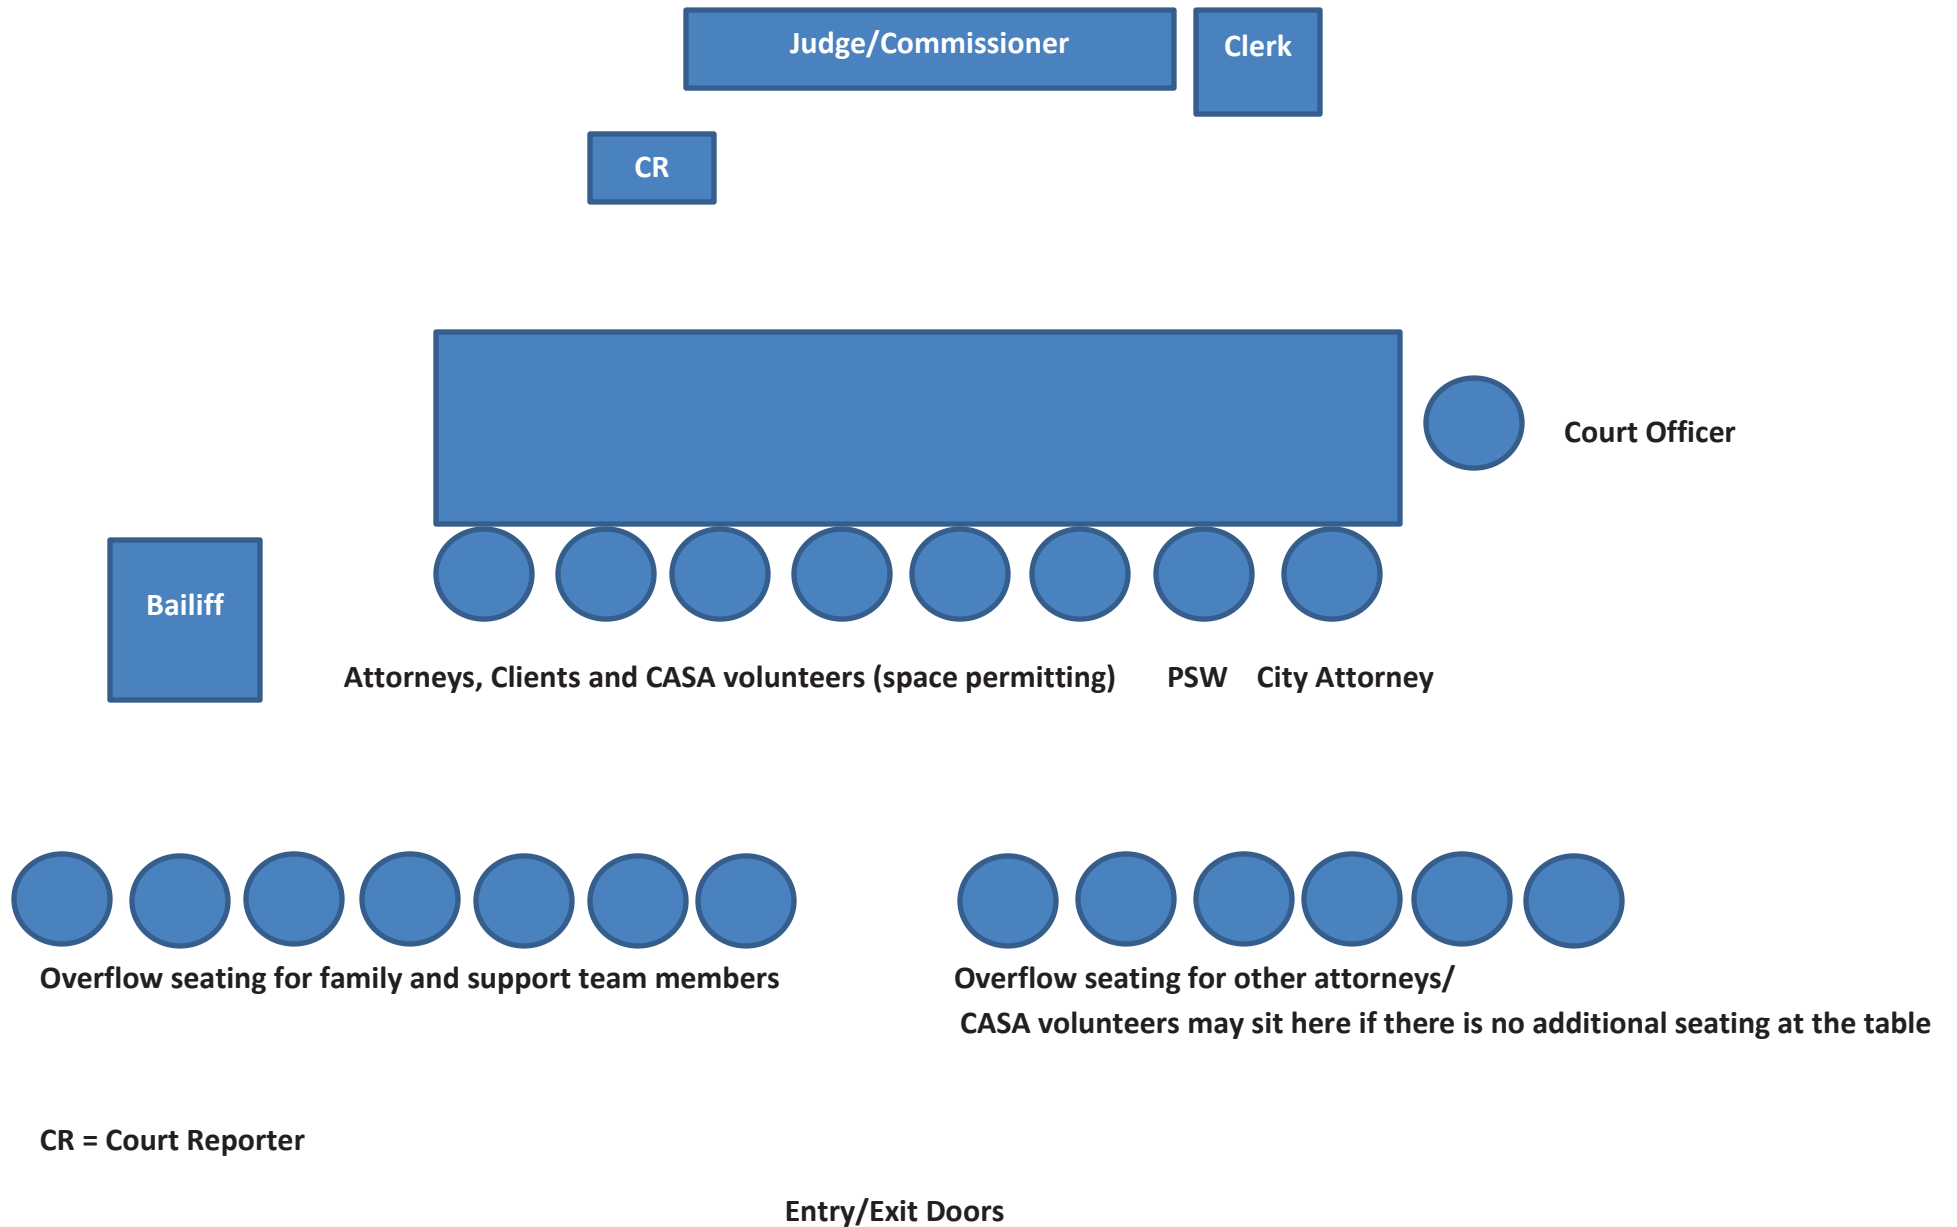 Judge/Commissioner
Clerk
CR
Court Officer
Bailiff
Attorneys, Clients and CASA volunteers (space permitting)
PSW
City Attorney
Overflow seating for family and support team members
Overflow seating for other attorneys/
CASA volunteers may sit here if there is no additional seating at the table
CR = Court Reporter
Entry/Exit Doors